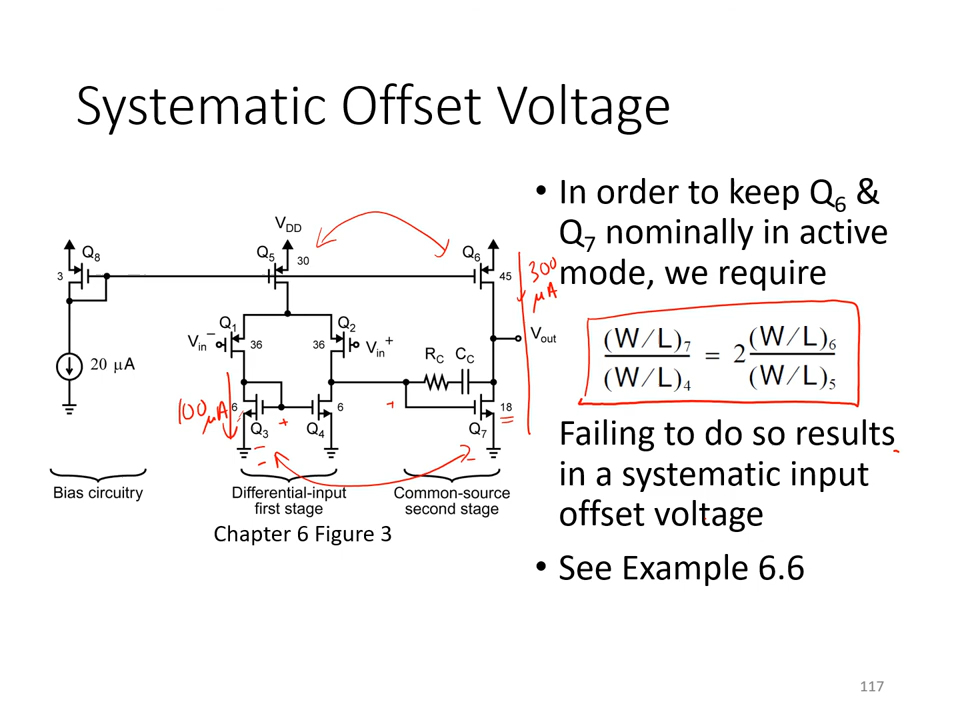 Systematic Offset Voltage
• In order to keep Q6 &
Q7 nominally in active
mode, we require
(W/L)7 / (W/L)4 = 2 (W/L)6 / (W/L)5
Failing to do so results
in a systematic input
offset voltage
• See Example 6.6
VDD
Q8
Q5
Q6
3
30
45
300
μA
Q1
Q2
Vin−
36
36
Vin+
Vout
20 μA
RC
CC
100
μA
6
6
18
Q3
Q4
Q7
+
+
−
−
=
Bias circuitry
Differential-input
first stage
Common-source
second stage
Chapter 6 Figure 3
117